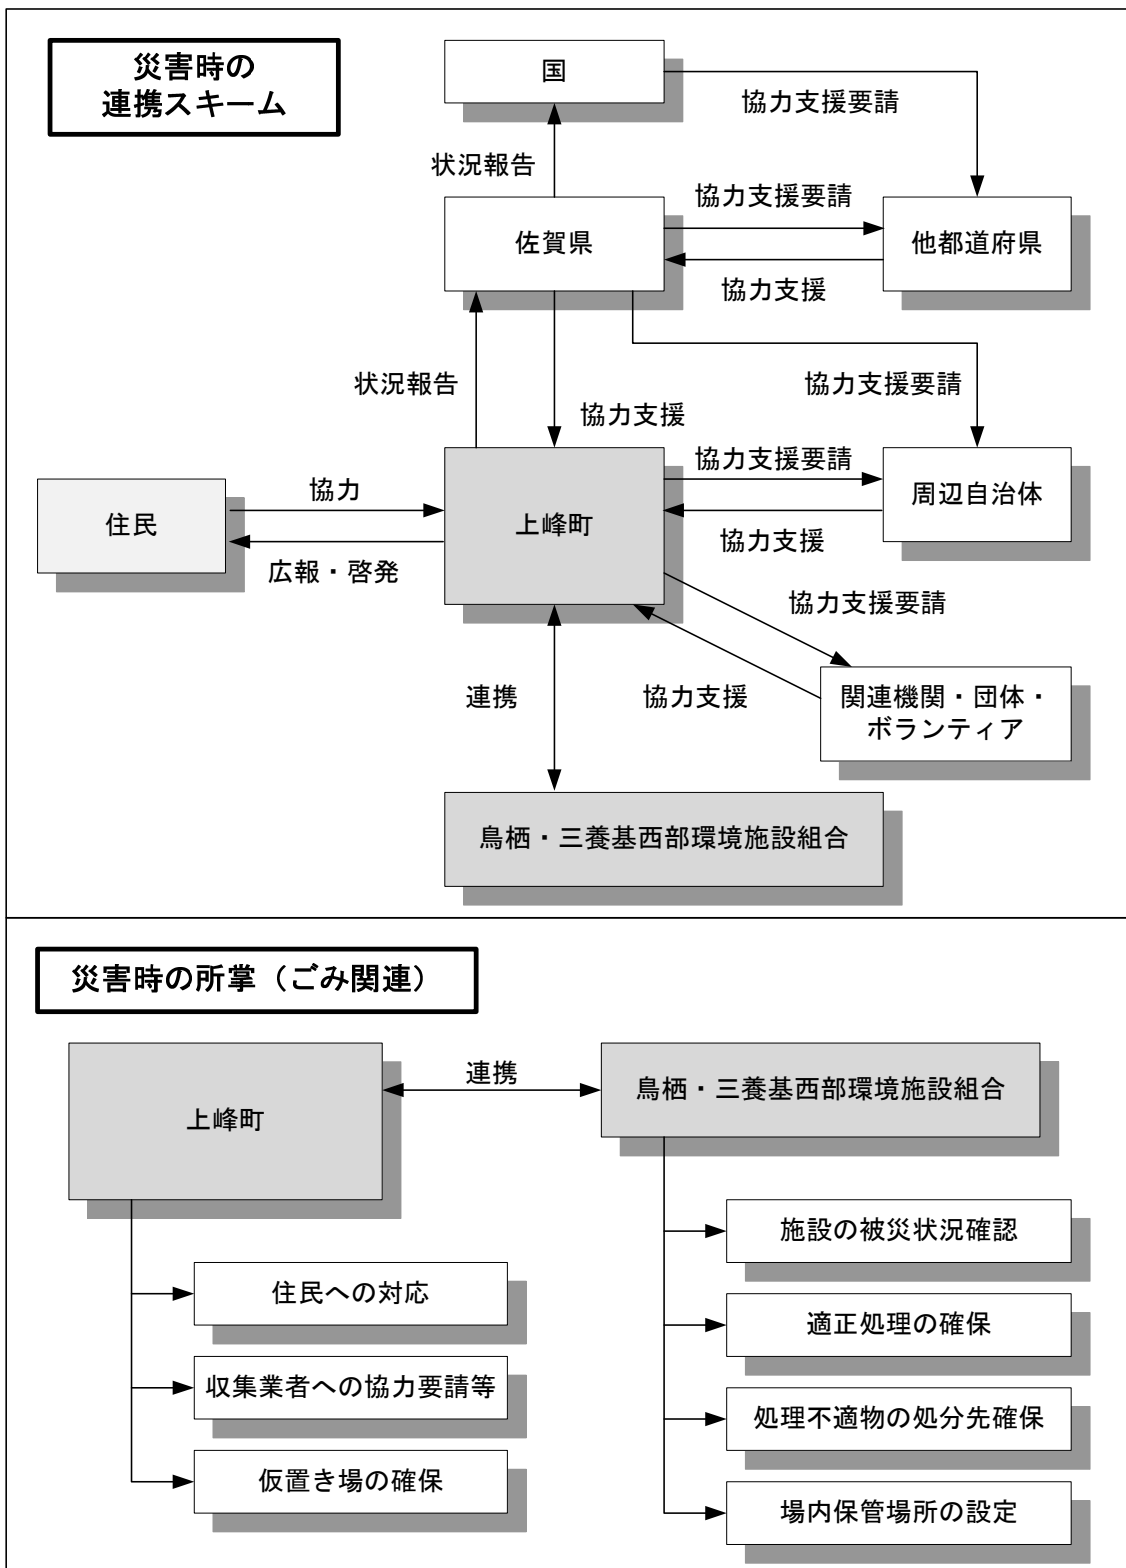 災害時の
連携スキーム
国
協力支援要請
状況報告
佐賀県
協力支援要請
他都道府県
協力支援
状況報告
協力支援
協力支援要請
住民
協力
広報・啓発
上峰町
協力支援要請
周辺自治体
協力支援
協力支援要請
連携
協力支援
関連機関・団体・
ボランティア
鳥栖・三養基西部環境施設組合
災害時の所掌（ごみ関連）
上峰町
連携
鳥栖・三養基西部環境施設組合
住民への対応
収集業者への協力要請等
仮置き場の確保
施設の被災状況確認
適正処理の確保
処理不適物の処分先確保
場内保管場所の設定